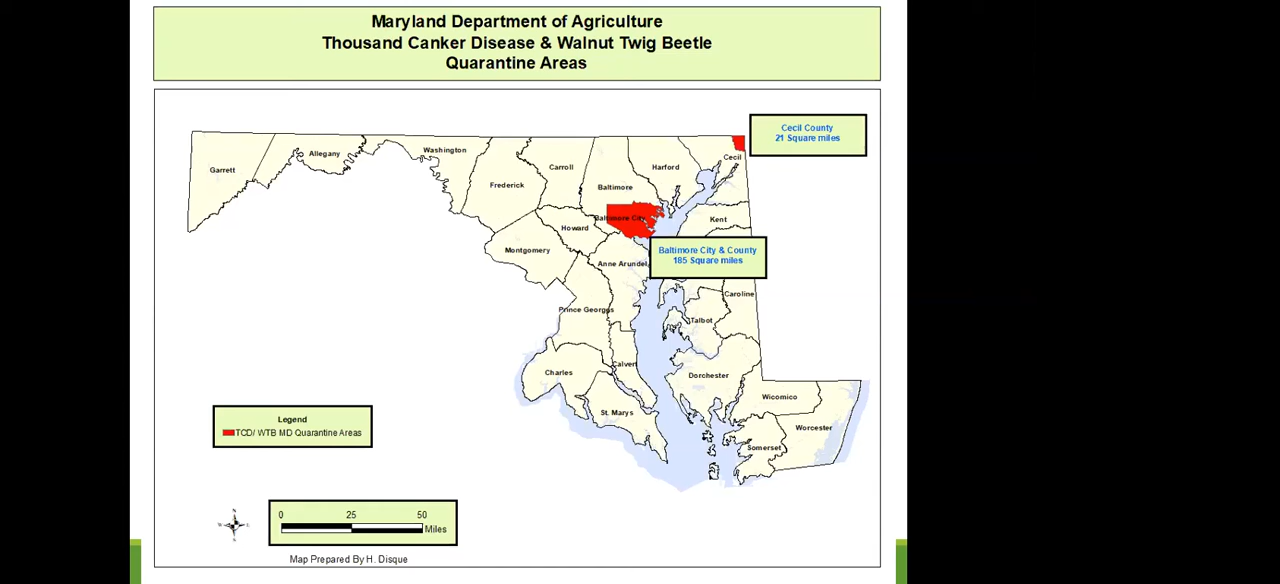 Maryland Department of Agriculture
Thousand Canker Disease & Walnut Twig Beetle
Quarantine Areas
Cecil County
21 Square miles
Garrett
Allegany
Washington
Frederick
Carroll
Baltimore
Harford
Cecil
Baltimore City
Howard
Kent
Montgomery
Anne Arundel
Baltimore City & County
185 Square miles
Caroline
Prince Georges
Talbot
Calvert
Charles
Dorchester
Wicomico
St. Marys
Worcester
Somerset
Legend
TCD/ WTB MD Quarantine Areas
N
W
S
0 25 50
Miles
Map Prepared By H. Disque